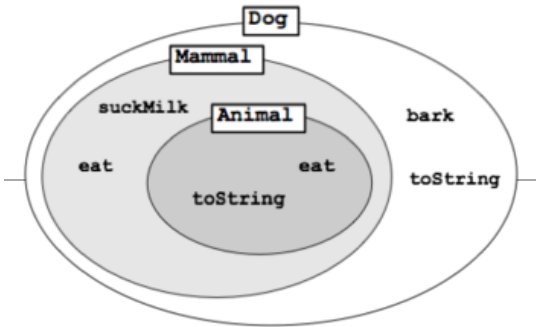 Dog
Mammal
suckMilk
Animal
bark
eat
eat
toString
toString